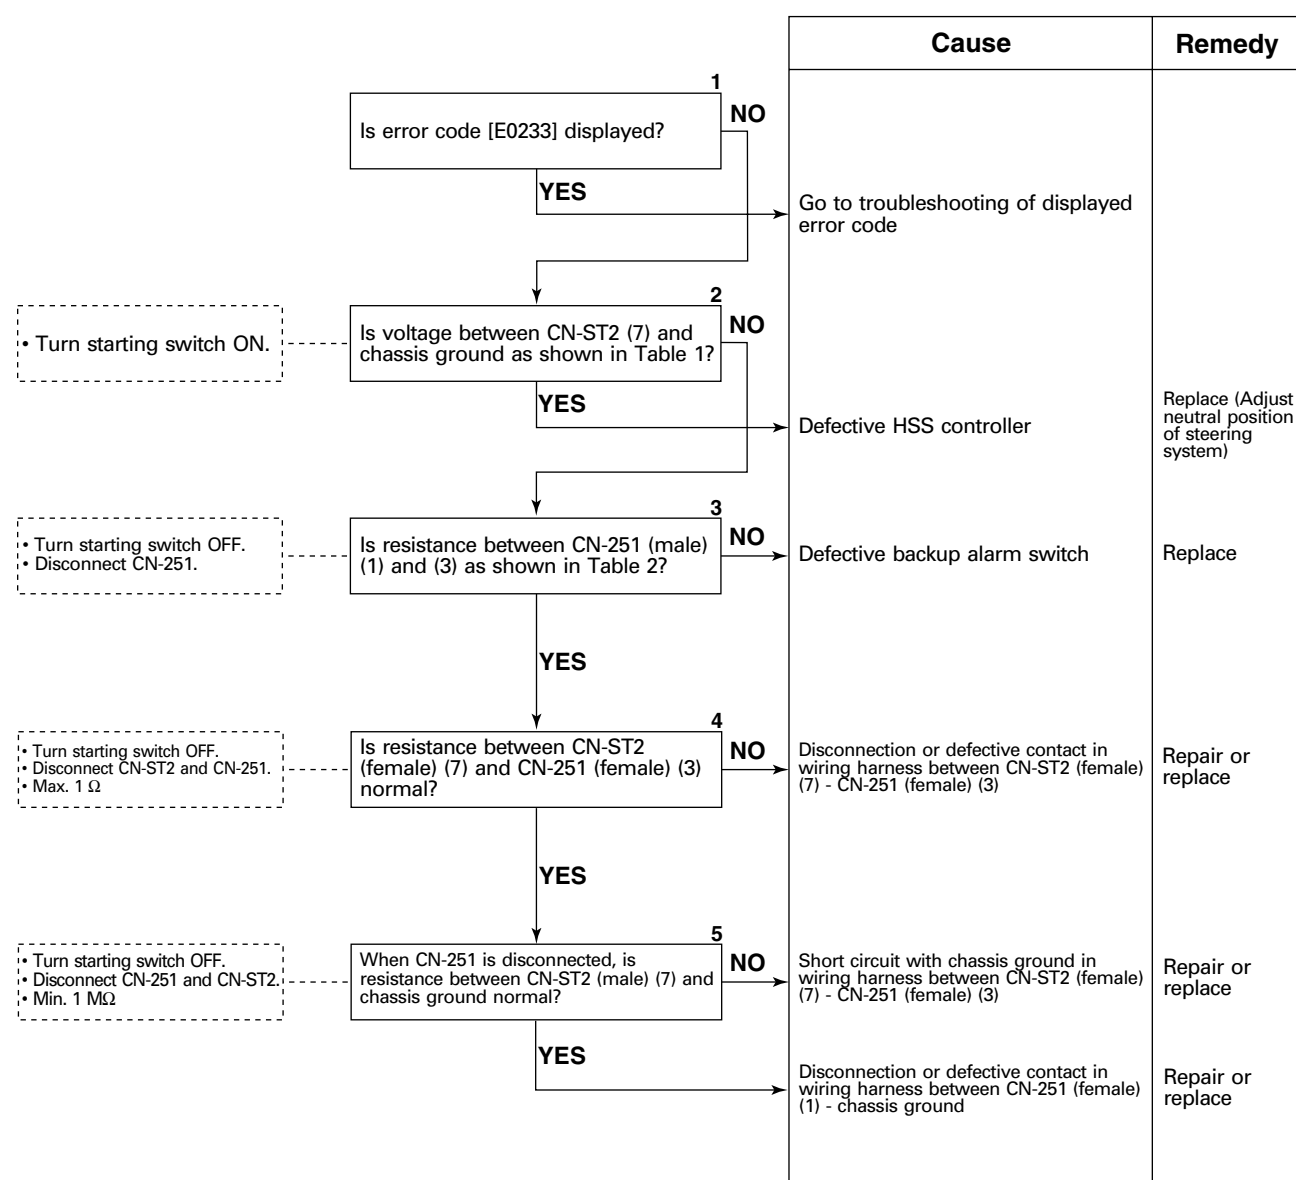 Cause
Remedy
1
Is error code [E0233] displayed?
NO
YES
Go to troubleshooting of displayed
error code
• Turn starting switch ON.
2
Is voltage between CN-ST2 (7) and
chassis ground as shown in Table 1?
NO
YES
Defective HSS controller
Replace (Adjust
neutral position
of steering
system)
• Turn starting switch OFF.
• Disconnect CN-251.
3
Is resistance between CN-251 (male)
(1) and (3) as shown in Table 2?
NO
Defective backup alarm switch
Replace
YES
• Turn starting switch OFF.
• Disconnect CN-ST2 and CN-251.
• Max. 1 Ω
4
Is resistance between CN-ST2
(female) (7) and CN-251 (female) (3)
normal?
NO
Disconnection or defective contact in
wiring harness between CN-ST2 (female)
(7) - CN-251 (female) (3)
Repair or
replace
YES
• Turn starting switch OFF.
• Disconnect CN-251 and CN-ST2.
• Min. 1 MΩ
5
When CN-251 is disconnected, is
resistance between CN-ST2 (male) (7) and
chassis ground normal?
NO
Short circuit with chassis ground in
wiring harness between CN-ST2 (female)
(7) - CN-251 (female) (3)
Repair or
replace
YES
Disconnection or defective contact in
wiring harness between CN-251 (female)
(1) - chassis ground
Repair or
replace